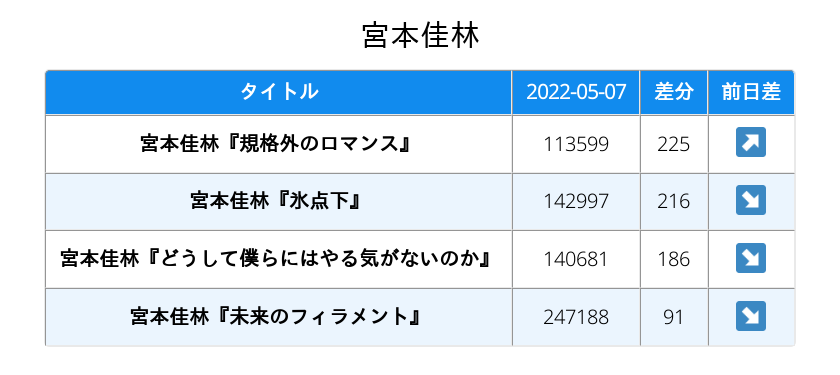 宮本佳林
タイトル 2022-05-07 差分 前日差
宮本佳林『規格外のロマンス』 113599 225 ↗
宮本佳林『氷点下』 142997 216 ↘
宮本佳林『どうして僕らにはやる気がないのか』 140681 186 ↘
宮本佳林『未来のフィラメント』 247188 91 ↘